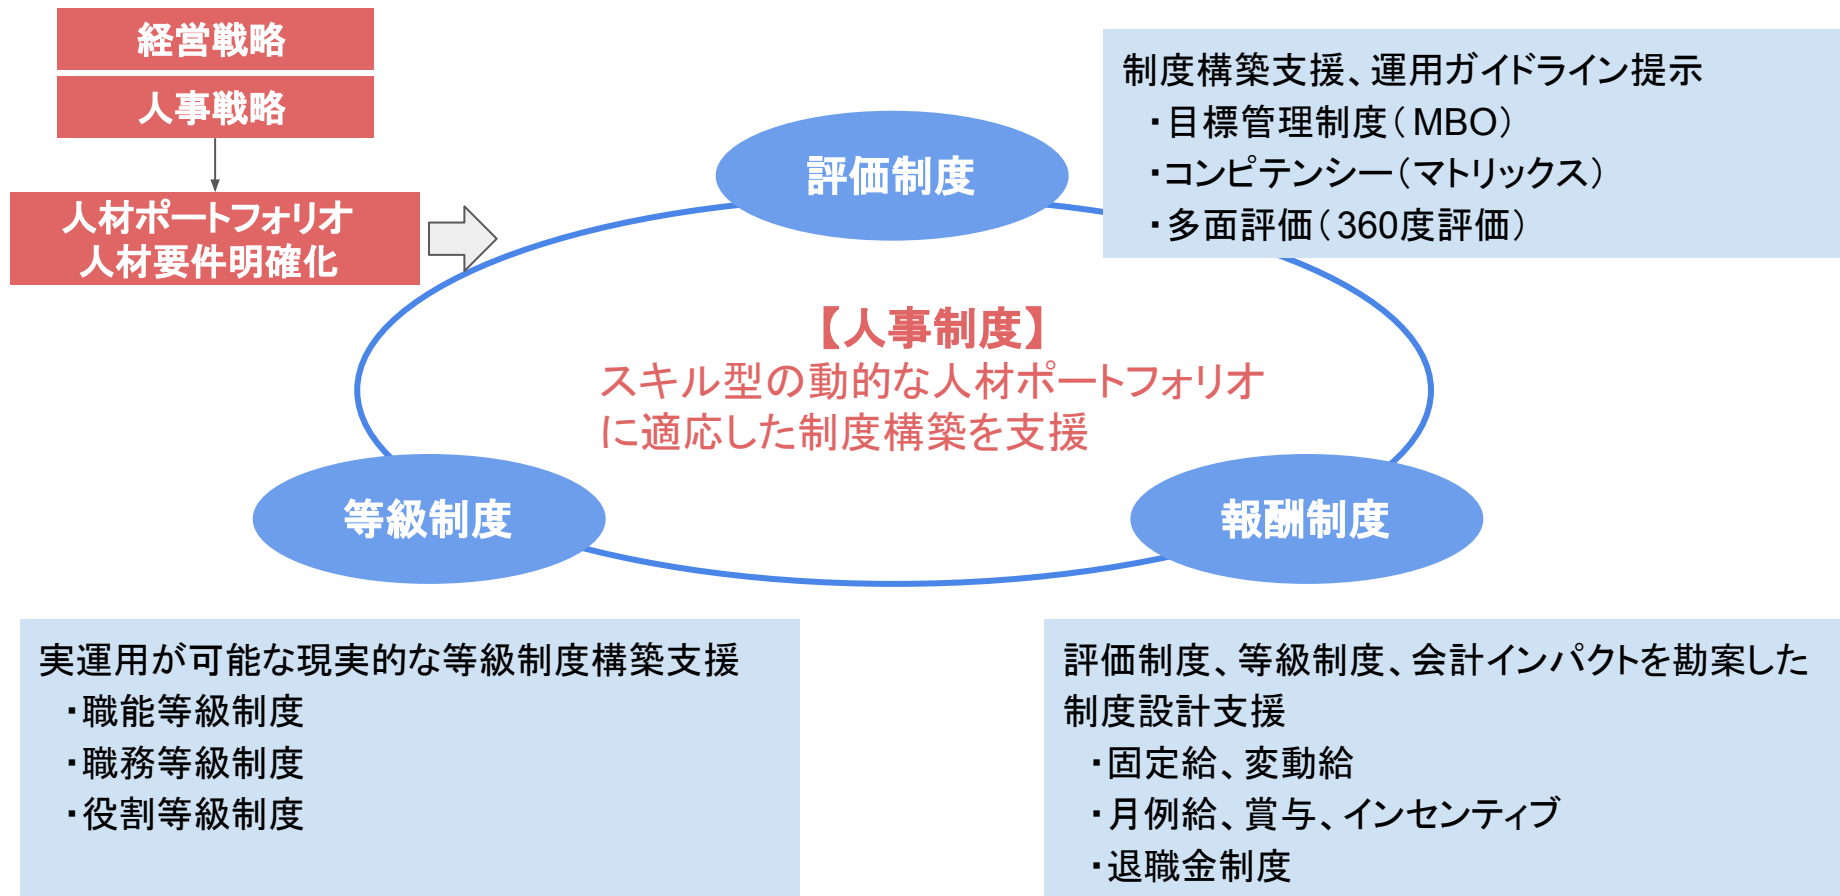 経営戦略
人事戦略
人材ポートフォリオ
人材要件明確化
評価制度
制度構築支援、運用ガイドライン提示
・目標管理制度(MBO)
・コンピテンシー(マトリックス)
・多面評価(360度評価)
【人事制度】
スキル型の動的な人材ポートフォリオ
に適応した制度構築を支援
等級制度
報酬制度
実運用が可能な現実的な等級制度構築支援
・職能等級制度
・職務等級制度
・役割等級制度
評価制度、等級制度、会計インパクトを勘案した
制度設計支援
・固定給、変動給
・月例給、賞与、インセンティブ
・退職金制度